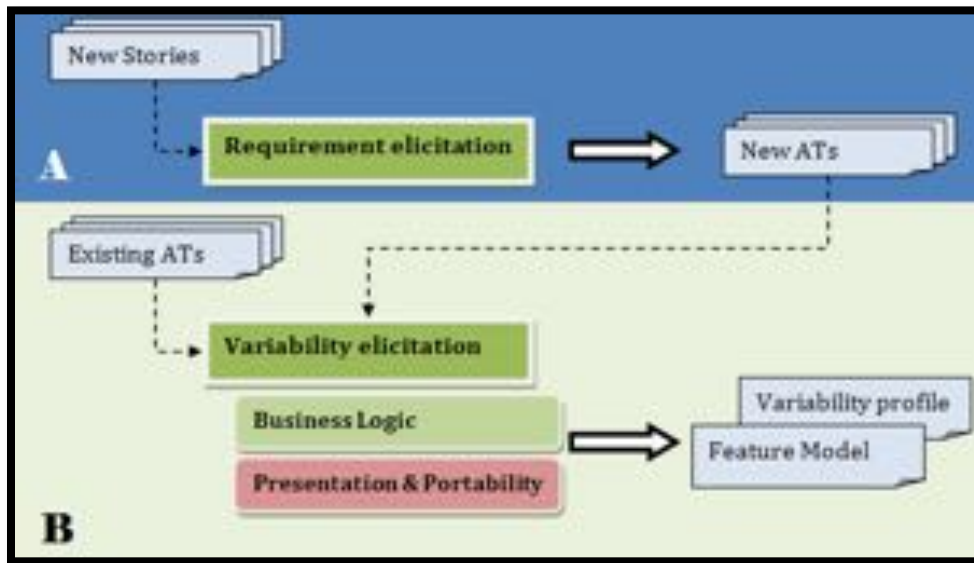 New Stories
Requirement elicitation
New ATs
A
Existing ATs
Variability elicitation
Business Logic
Variability profile
Feature Model
Presentation & Portability
B